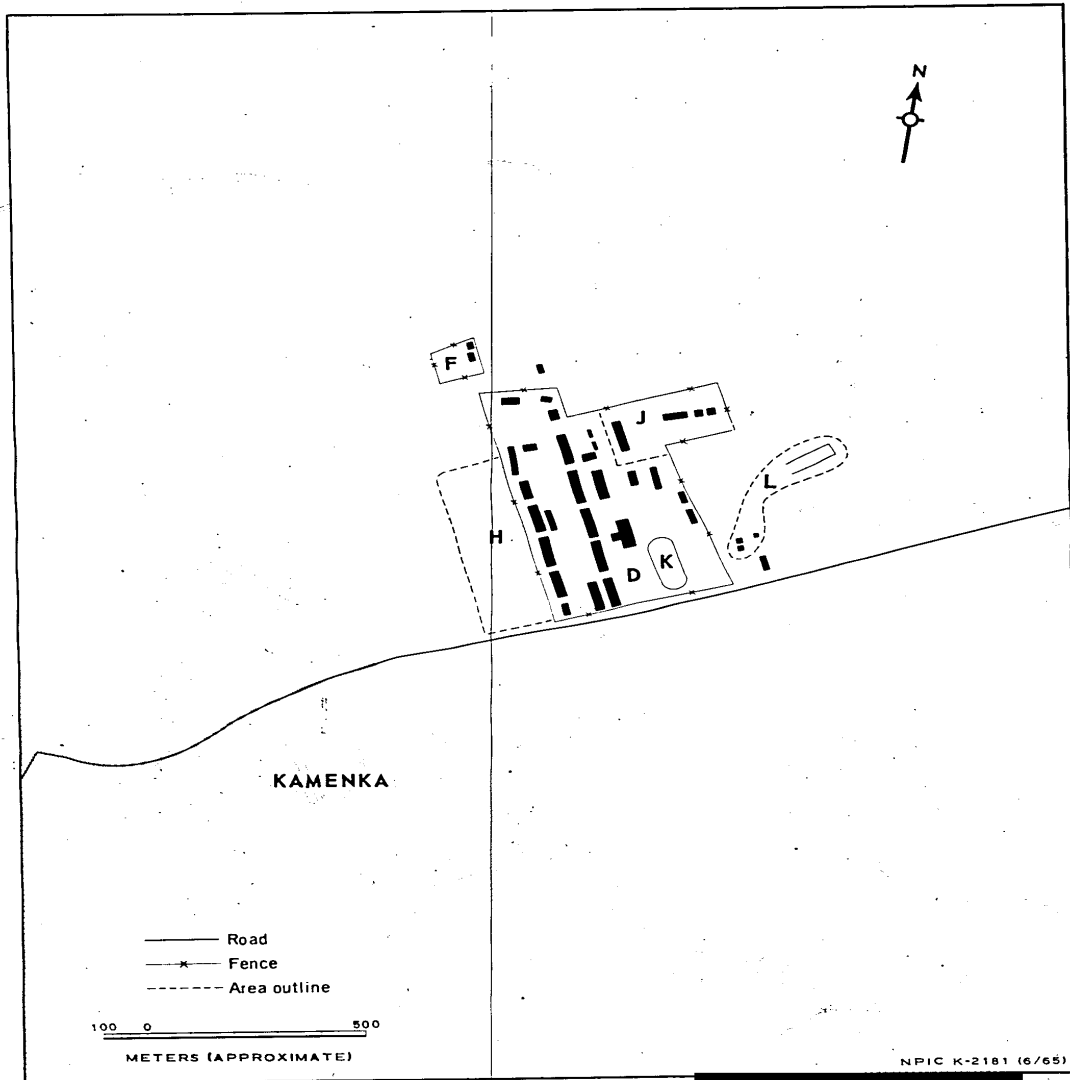 N
F
J
L
H
K
D
KAMENKA
Road
Fence
Area outline
100 0 500
METERS (APPROXIMATE)
NPIC K-2181 (6/65)